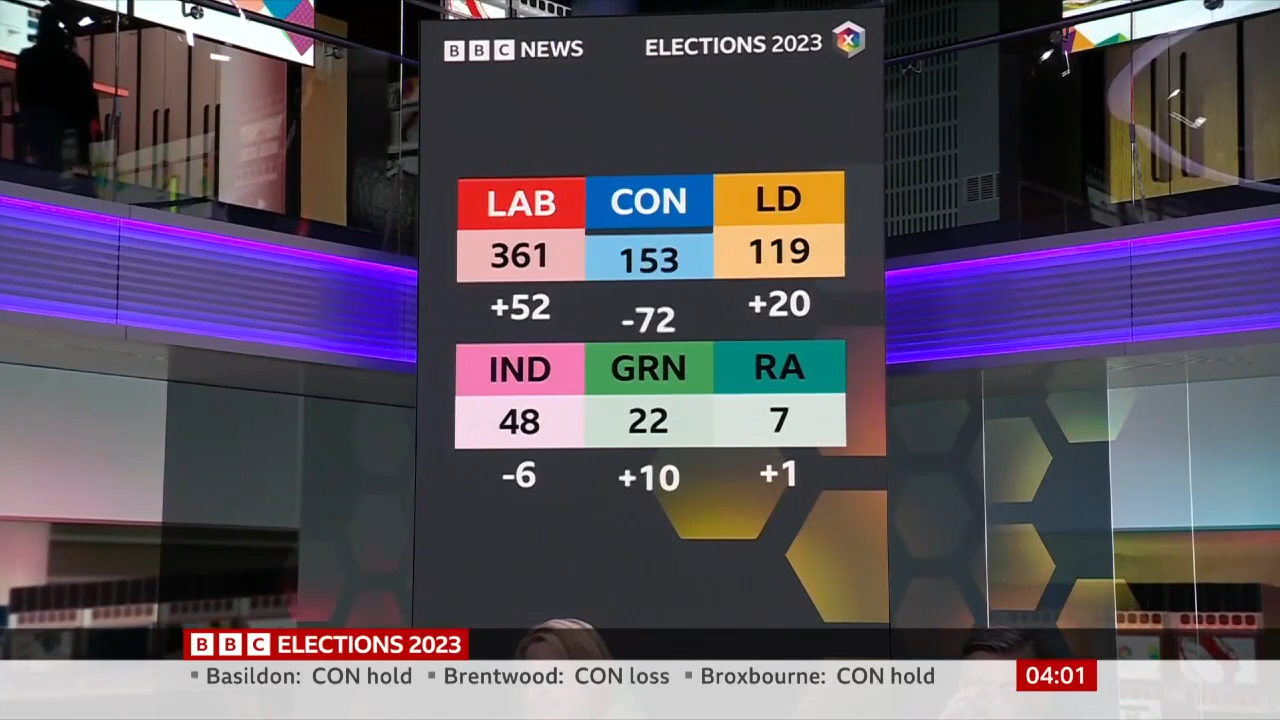 BBC NEWS ELECTIONS 2023
LAB CON LD
361 153 119
+52 -72 +20
IND GRN RA
48 22 7
-6 +10 +1
BBC ELECTIONS 2023
▪ Basildon: CON hold ▪ Brentwood: CON loss ▪ Broxbourne: CON hold 04:01